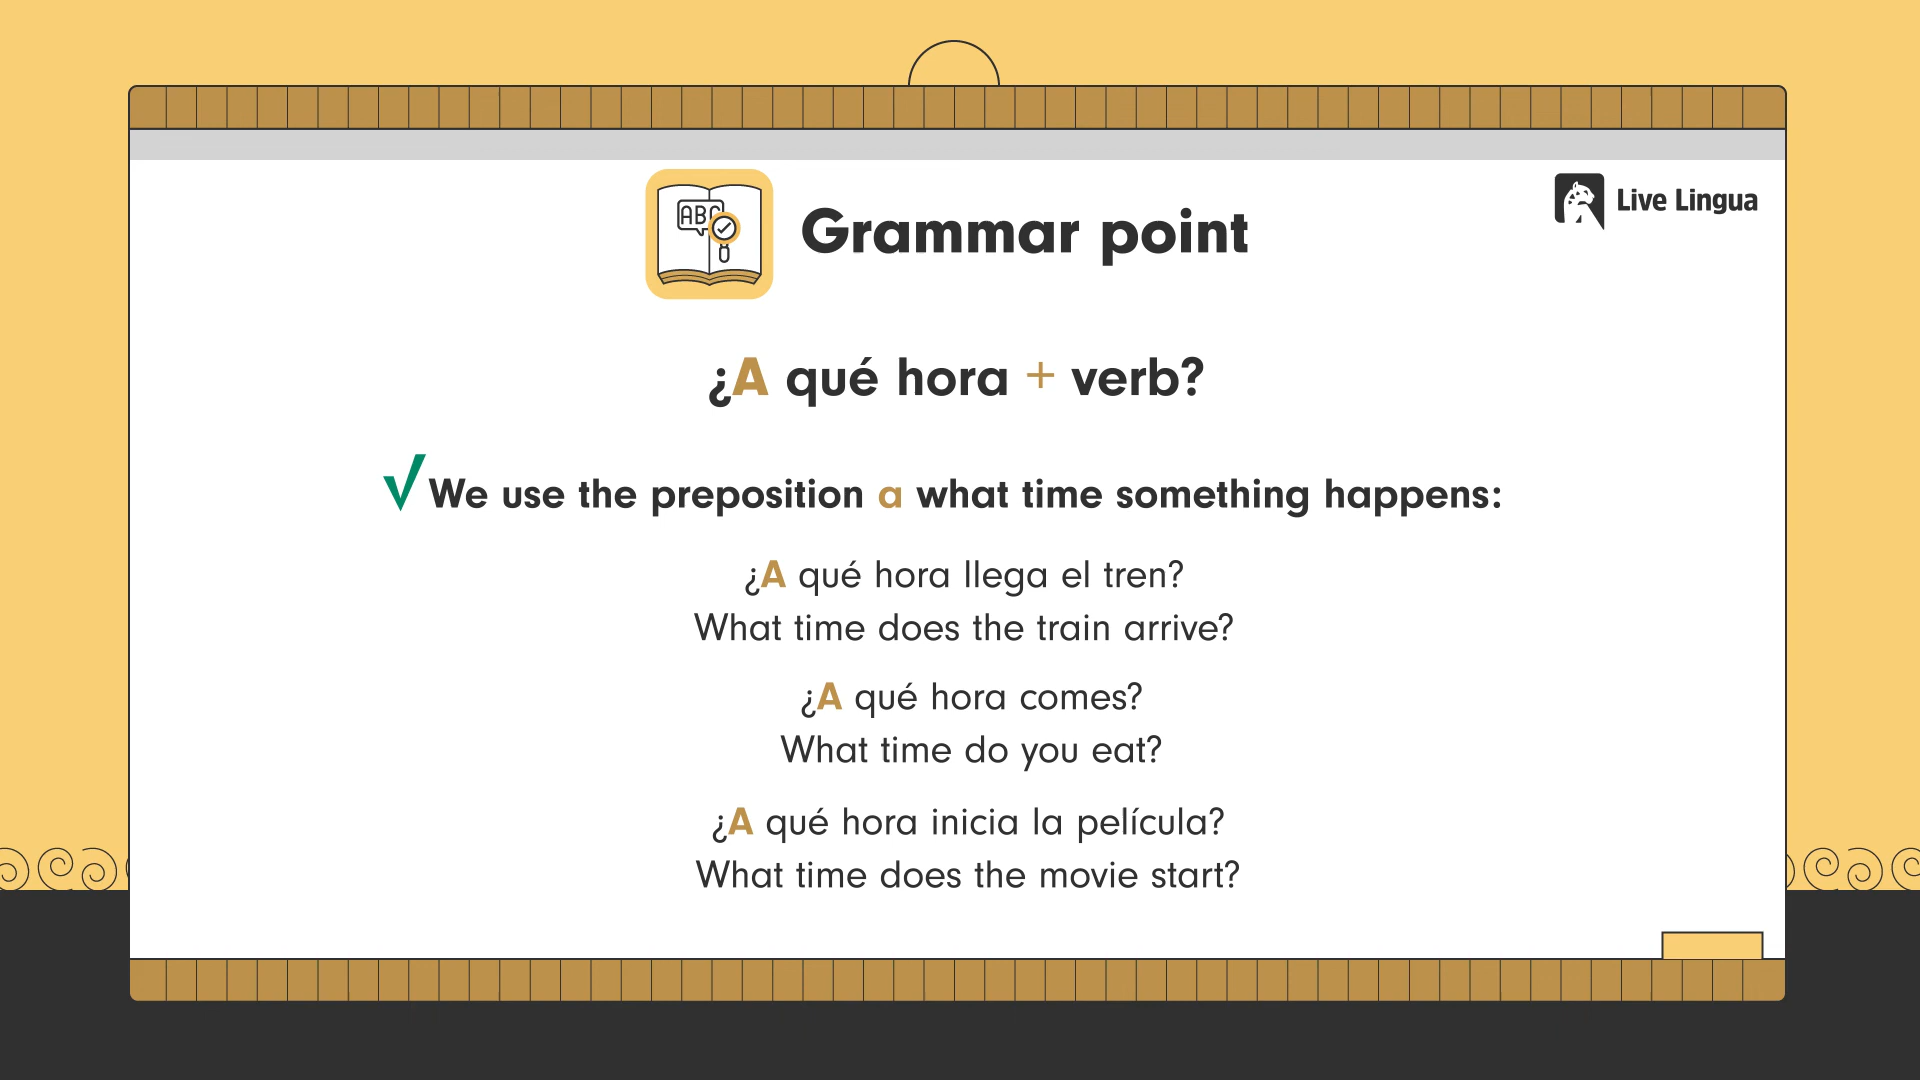 ABC
Grammar point
Live Lingua
¿A qué hora + verb?
√We use the preposition a what time something happens:
¿A qué hora llega el tren?
What time does the train arrive?
¿A qué hora comes?
What time do you eat?
¿A qué hora inicia la película?
What time does the movie start?